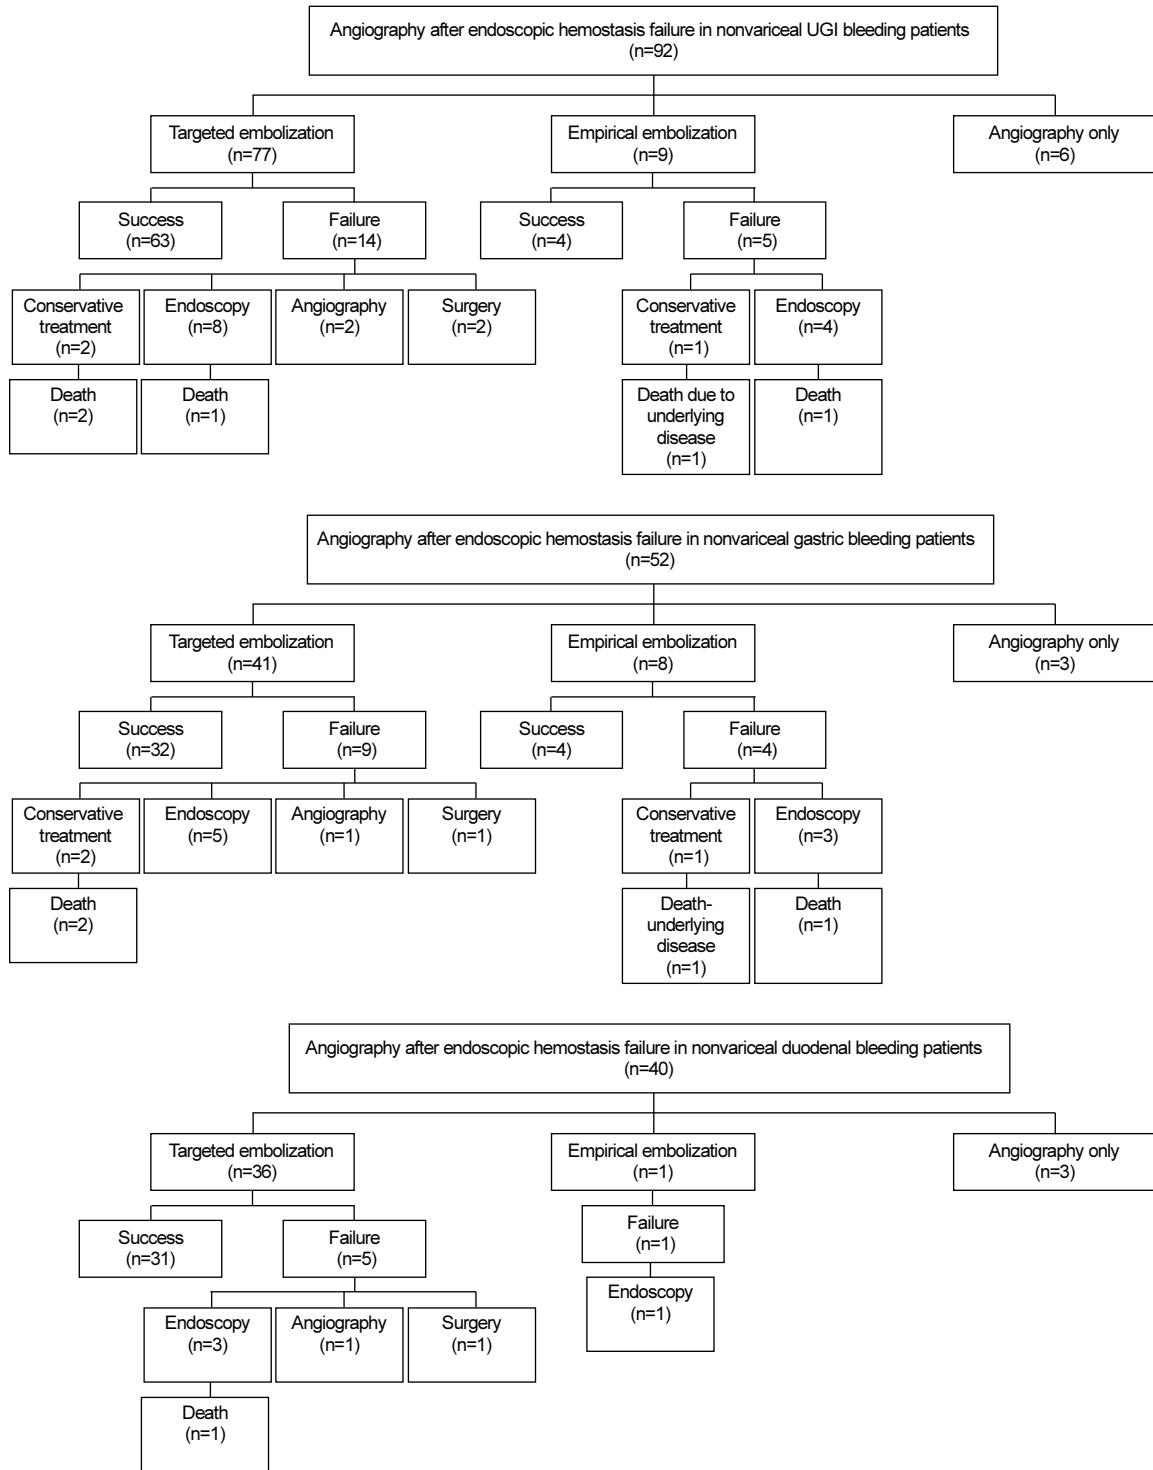 Angiography after endoscopic hemostasis failure in nonvariceal UGI bleeding patients
(n=92)
Targeted embolization
(n=77)
Empirical embolization
(n=9)
Angiography only
(n=6)
Success
(n=63)
Failure
(n=14)
Success
(n=4)
Failure
(n=5)
Conservative
treatment
(n=2)
Endoscopy
(n=8)
Angiography
(n=2)
Surgery
(n=2)
Conservative
treatment
(n=1)
Endoscopy
(n=4)
Death
(n=2)
Death
(n=1)
Death due to
underlying
disease
(n=1)
Death
(n=1)
Angiography after endoscopic hemostasis failure in nonvariceal gastric bleeding patients
(n=52)
Targeted embolization
(n=41)
Empirical embolization
(n=8)
Angiography only
(n=3)
Success
(n=32)
Failure
(n=9)
Success
(n=4)
Failure
(n=4)
Conservative
treatment
(n=2)
Endoscopy
(n=5)
Angiography
(n=1)
Surgery
(n=1)
Conservative
treatment
(n=1)
Endoscopy
(n=3)
Death
(n=2)
Death-
underlying
disease
(n=1)
Death
(n=1)
Angiography after endoscopic hemostasis failure in nonvariceal duodenal bleeding patients
(n=40)
Targeted embolization
(n=36)
Empirical embolization
(n=1)
Angiography only
(n=3)
Success
(n=31)
Failure
(n=5)
Failure
(n=1)
Endoscopy
(n=3)
Angiography
(n=1)
Surgery
(n=1)
Endoscopy
(n=1)
Death
(n=1)